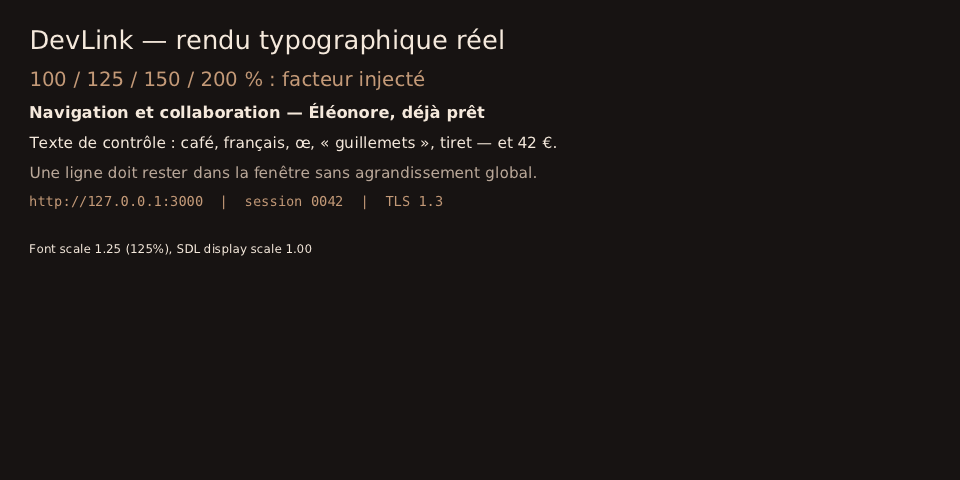 DevLink — rendu typographique réel
100 / 125 / 150 / 200 % : facteur injecté
Navigation et collaboration — Éléonore, déjà prêt
Texte de contrôle : café, français, œ, « guillemets », tiret — et 42 €.
Une ligne doit rester dans la fenêtre sans agrandissement global.
http://127.0.0.1:3000  |  session 0042  |  TLS 1.3
Font scale 1.25 (125%), SDL display scale 1.00